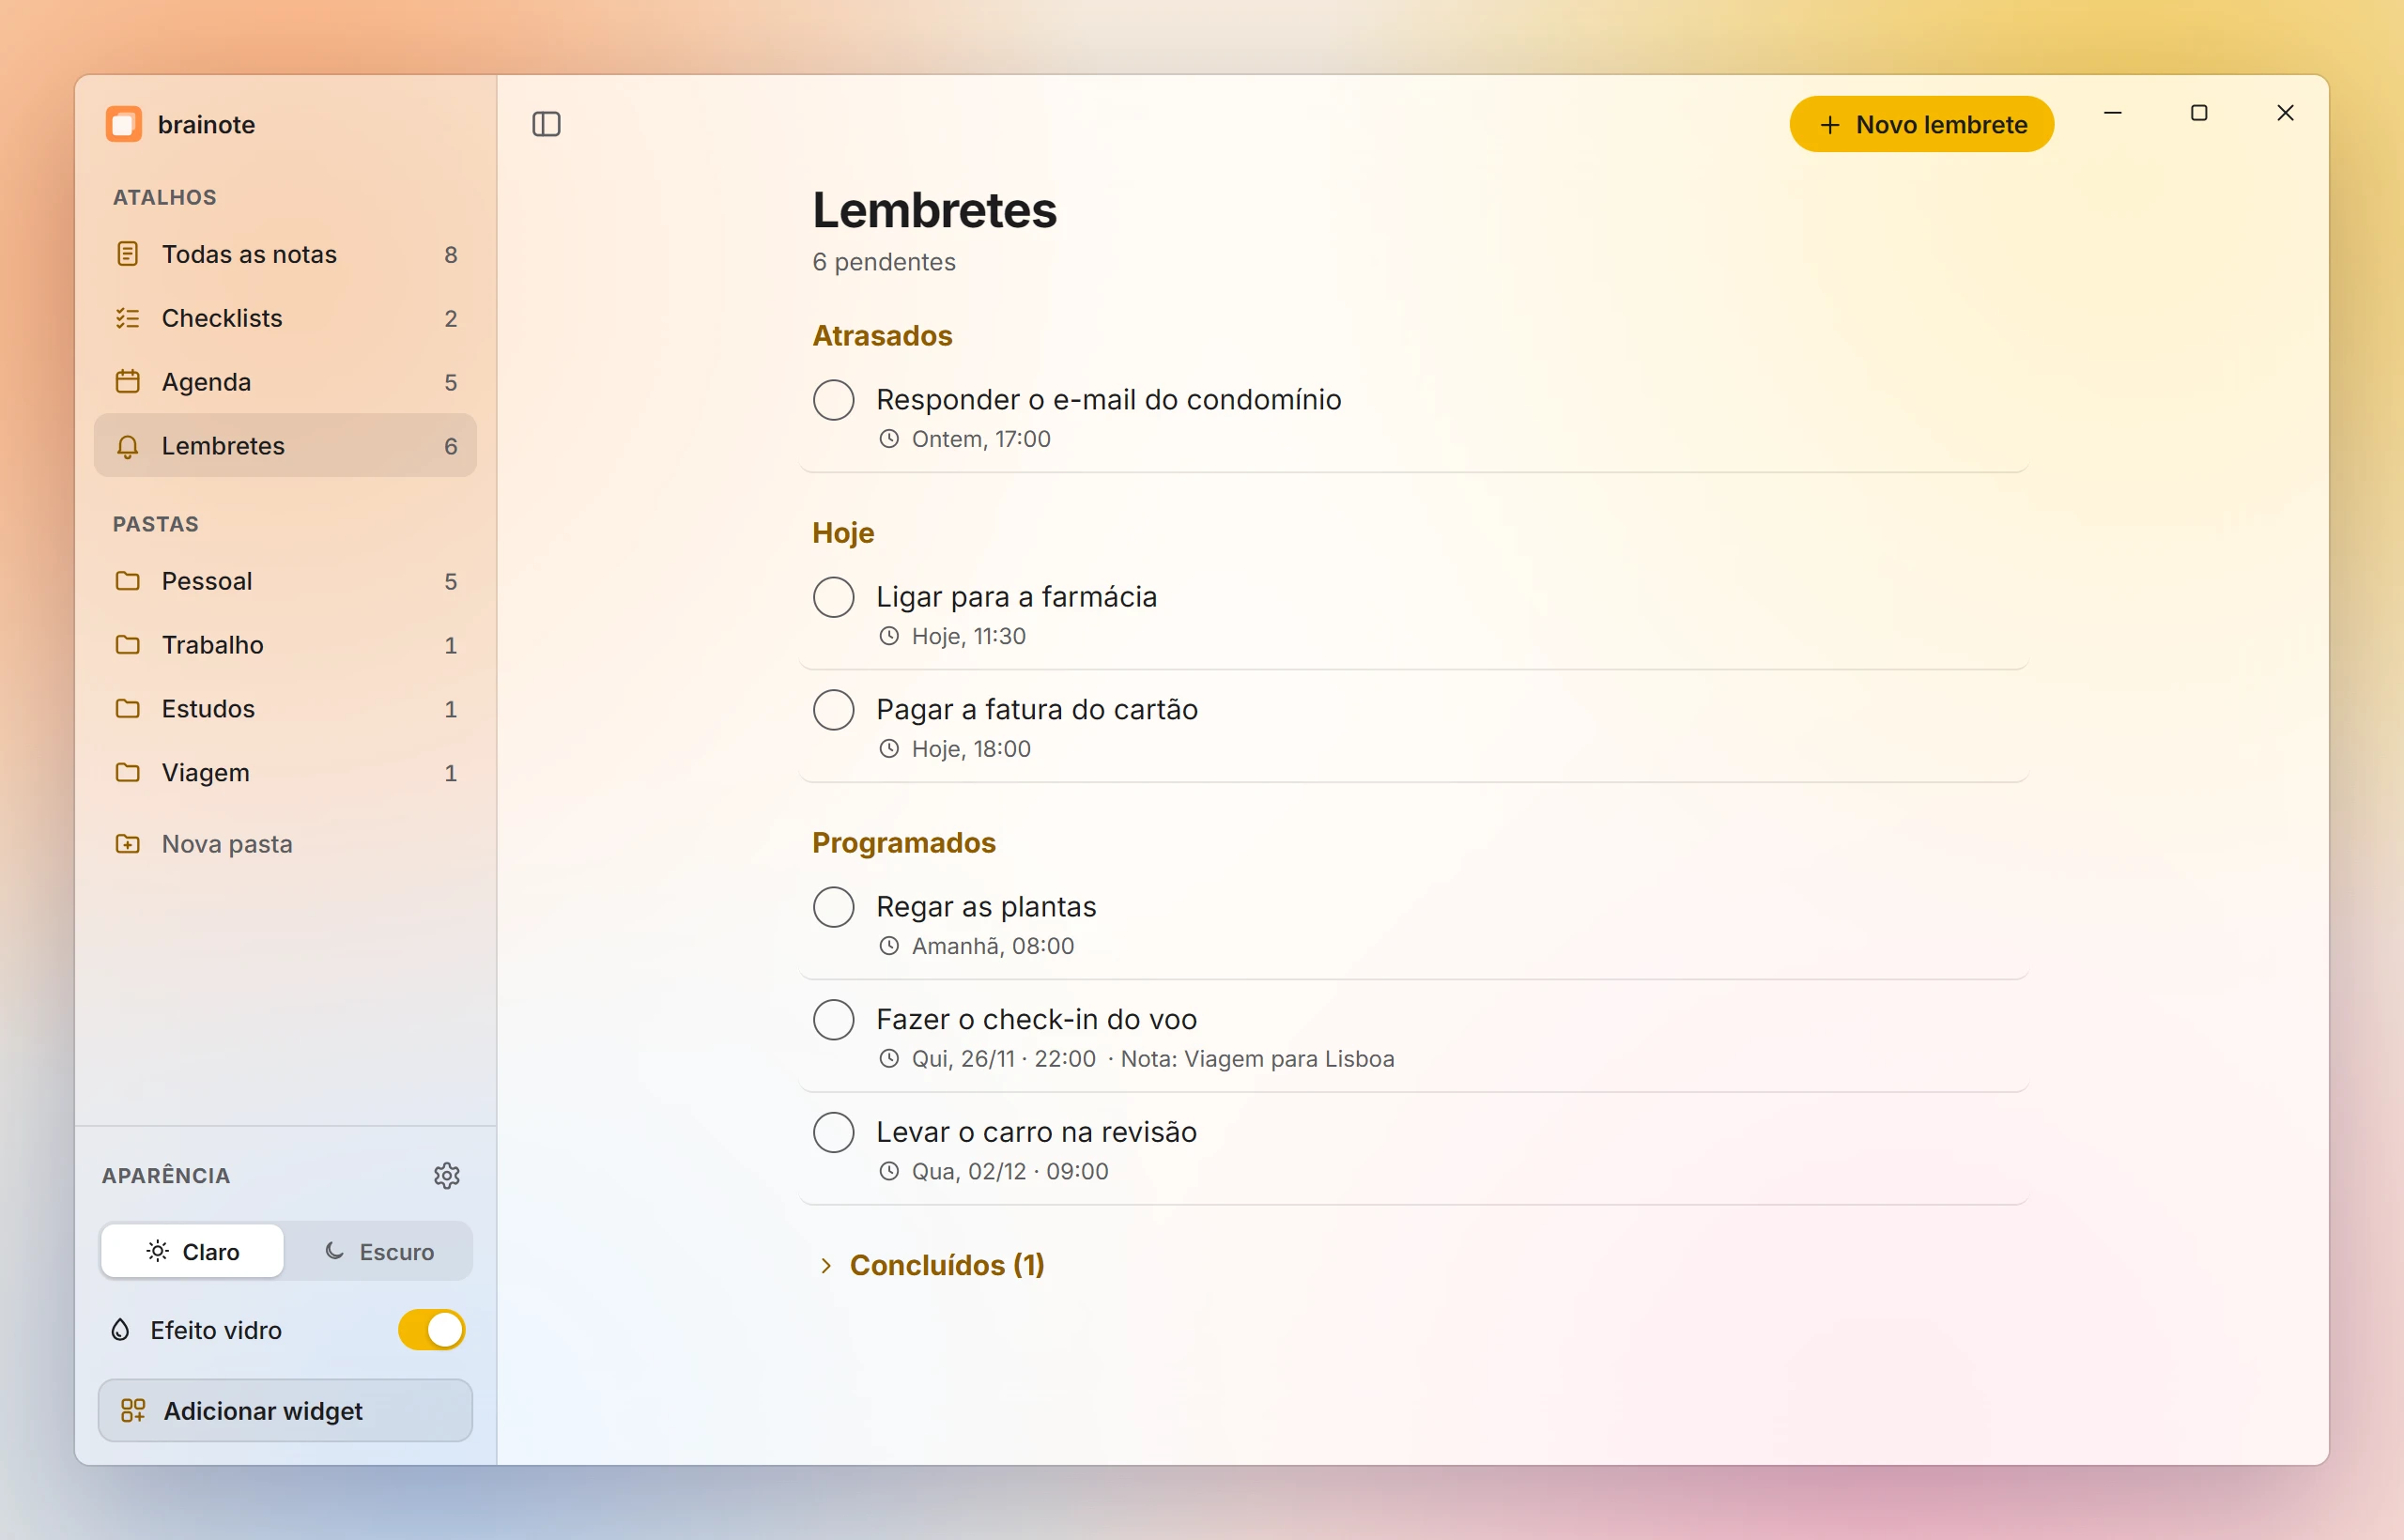 brainote
ATALHOS
Todas as notas 8
Checklists 2
Agenda 5
Lembretes 6
PASTAS
Pessoal 5
Trabalho 1
Estudos 1
Viagem 1
Nova pasta
APARÊNCIA
Claro Escuro
Efeito vidro
Adicionar widget
Novo lembrete
Lembretes
6 pendentes
Atrasados
Responder o e-mail do condomínio
Ontem, 17:00
Hoje
Ligar para a farmácia
Hoje, 11:30
Pagar a fatura do cartão
Hoje, 18:00
Programados
Regar as plantas
Amanhã, 08:00
Fazer o check-in do voo
Qui, 26/11 · 22:00 · Nota: Viagem para Lisboa
Levar o carro na revisão
Qua, 02/12 · 09:00
Concluídos (1)